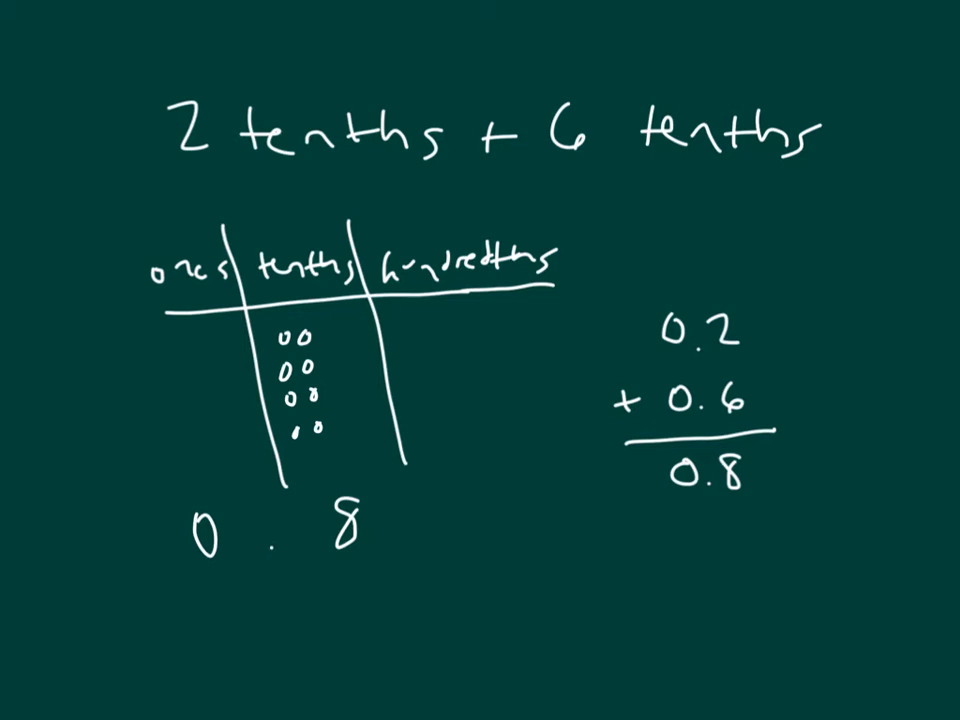 2 tenths + 6 tenths
ones tenths hundredths
0.2
+ 0.6
0.8
0 . 8